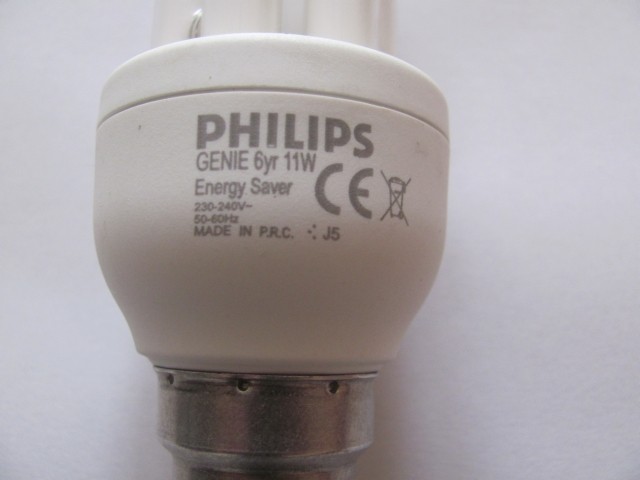 PHILIPS
GENIE 6yr 11W
Energy Saver
CE
230-240V~
50-60Hz
MADE IN P.R.C. J5